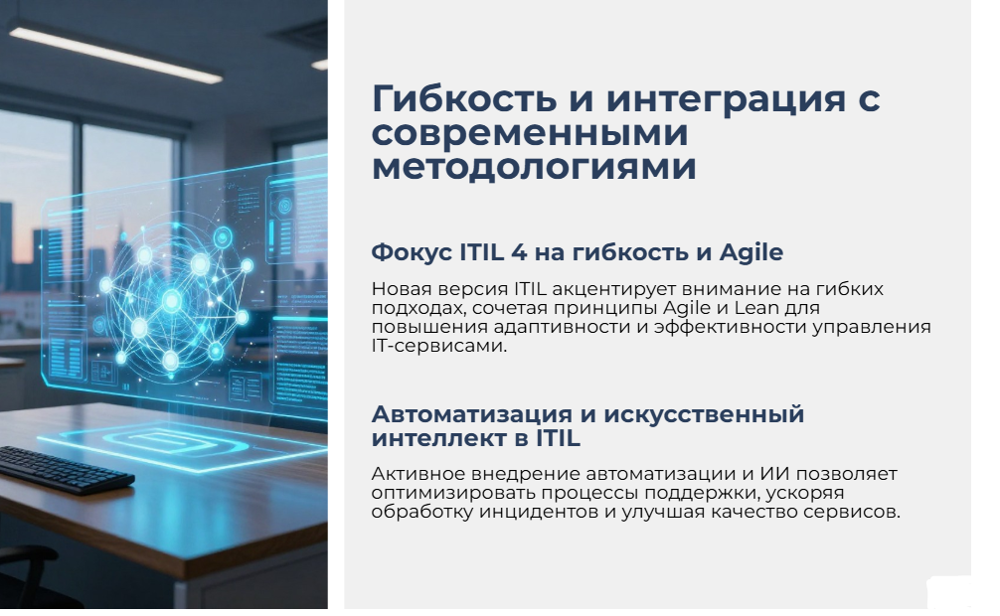 Гибкость и интеграция с
современными
методологиями
Фокус ITIL 4 на гибкость и Agile
Новая версия ITIL акцентирует внимание на гибких
подходах, сочетая принципы Agile и Lean для
повышения адаптивности и эффективности управления
IT-сервисами.
Автоматизация и искусственный
интеллект в ITIL
Активное внедрение автоматизации и ИИ позволяет
оптимизировать процессы поддержки, ускоряя
обработку инцидентов и улучшая качество сервисов.